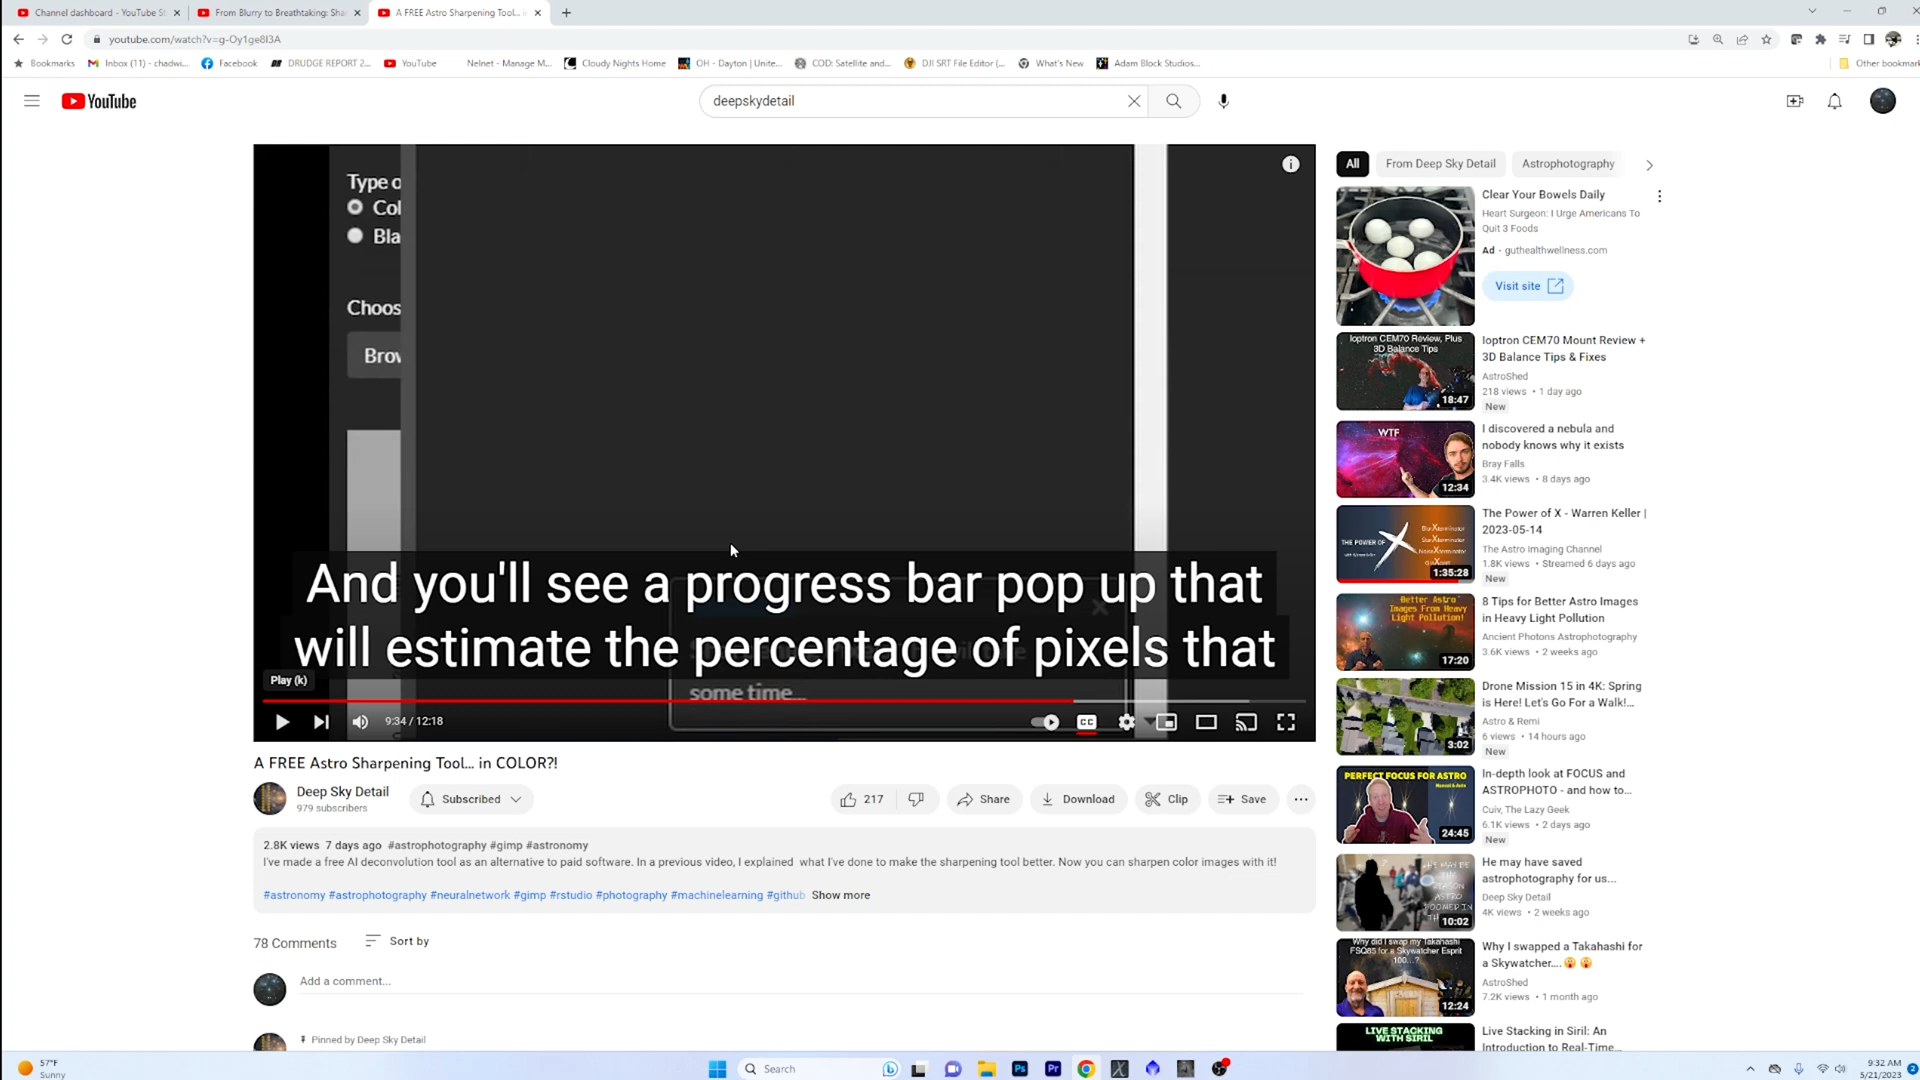 Channel dashboard - YouTube St
From Blurry to Breathtaking: Sha
A FREE Astro Sharpening Tool... i
youtube.com/watch?v=g-Oy1ge8I3A
Bookmarks
Inbox (11) - chadwi...
Facebook
DRUDGE REPORT 2...
YouTube
Nelnet - Manage M...
Cloudy Nights Home
OH - Dayton | Unite...
COD: Satellite and...
DJI SRT File Editor (...
What's New
Adam Block Studios...
Other bookmark
YouTube
deepskydetail
Type o
Col
Bla
Choos
Brov
And you'll see a progress bar pop up that
will estimate the percentage of pixels that
some time...
Play (k)
9:34 / 12:18
CC
A FREE Astro Sharpening Tool... in COLOR?!
Deep Sky Detail
979 subscribers
Subscribed
217
Share
Download
Clip
Save
2.8K views 7 days ago #astrophotography #gimp #astronomy
I've made a free AI deconvolution tool as an alternative to paid software. In a previous video, I explained what I've done to make the sharpening tool better. Now you can sharpen color images with it!
#astronomy #astrophotography #neuralnetwork #gimp #rstudio #photography #machinelearning #github Show more
78 Comments
Sort by
Add a comment...
Pinned by Deep Sky Detail
All
From Deep Sky Detail
Astrophotography
Clear Your Bowels Daily
Heart Surgeon: I Urge Americans To
Quit 3 Foods
Ad - guthealthwellness.com
Visit site
Ioptron CEM70 Review, Plus
3D Balance Tips
18:47
Ioptron CEM70 Mount Review +
3D Balance Tips & Fixes
AstroShed
218 views • 1 day ago
New
WTF
12:34
I discovered a nebula and
nobody knows why it exists
Bray Falls
3.4K views • 8 days ago
THE POWER OF X
1:35:28
The Power of X - Warren Keller |
2023-05-14
The Astro Imaging Channel
1.8K views • Streamed 6 days ago
New
Better Astro
Images From Heavy
Light Pollution!
17:20
8 Tips for Better Astro Images
in Heavy Light Pollution
Ancient Photons Astrophotography
3.6K views • 2 weeks ago
3:02
Drone Mission 15 in 4K: Spring
is Here! Let's Go For a Walk!...
Astro & Remi
6 views • 14 hours ago
New
PERFECT FOCUS FOR ASTRO
24:45
In-depth look at FOCUS and
ASTROPHOTO - and how to...
Cuiv, The Lazy Geek
6.1K views • 2 days ago
New
10:02
He may have saved
astrophotography for us...
Deep Sky Detail
4K views • 2 weeks ago
Why did I swap my Takahashi
FSQ85 for a Skywatcher Esprit
100...?
12:24
Why I swapped a Takahashi for
a Skywatcher....
AstroShed
7.2K views • 1 month ago
LIVE STACKING
WITH SIRIL
Live Stacking in Siril: An
Introduction to Real-Time...
57°F
Sunny
Search
Ps
Pr
9:32 AM
5/21/2023
2